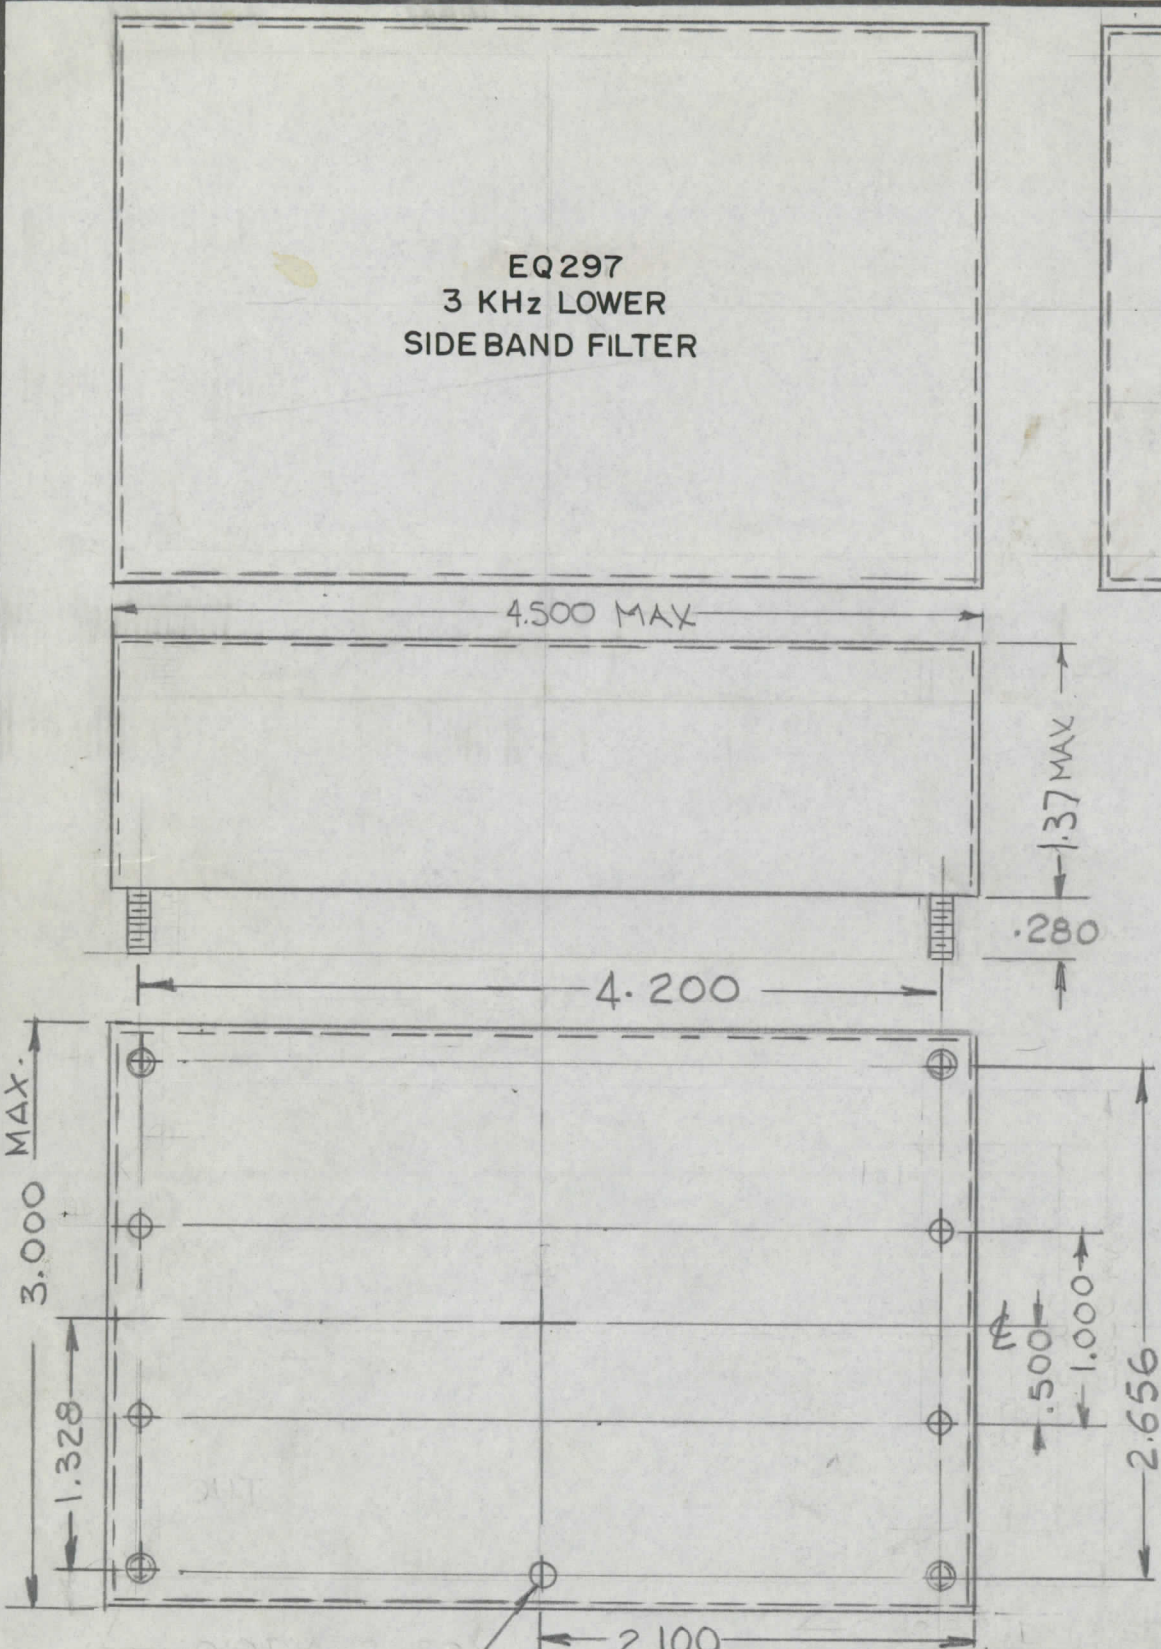 EQ297
3 KHz LOWER
SIDEBAND FILTER
4.500 MAX
1.37 MAX
.280
4.200
3.000 MAX.
1.328
℄
.500
1.000
2.656
2.100